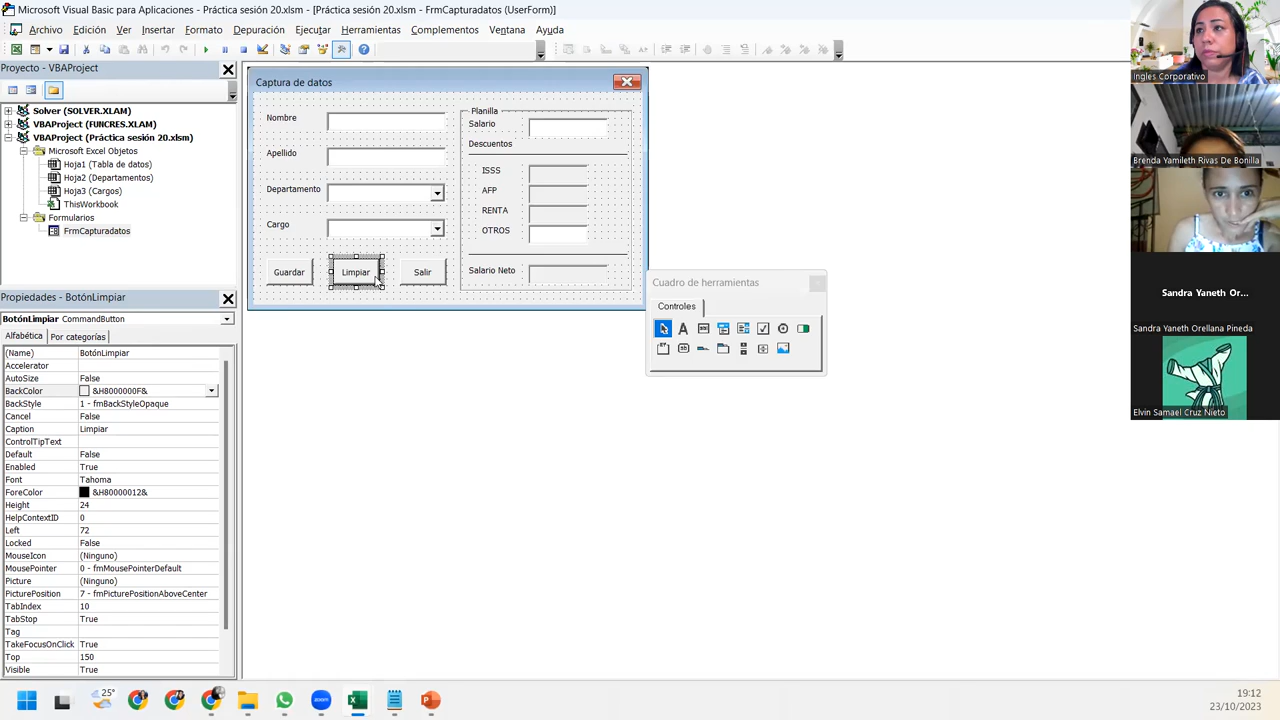 Microsoft Visual Basic para Aplicaciones - Práctica sesión 20.xlsm - [Práctica sesión 20.xlsm - FrmCapturadatos (UserForm)]
Archivo Edición Ver Insertar Formato Depuración Ejecutar Herramientas Complementos Ventana Ayuda
Proyecto - VBAProject
Solver (SOLVER.XLAM)
VBAProject (FUNCRES.XLAM)
VBAProject (Práctica sesión 20.xlsm)
Microsoft Excel Objetos
Hoja1 (Tabla de datos)
Hoja2 (Departamentos)
Hoja3 (Cargos)
ThisWorkbook
Formularios
FrmCapturadatos
Propiedades - BotónLimpiar
BotónLimpiar CommandButton
Alfabética Por categorías
(Name) BotónLimpiar
Accelerator
AutoSize False
BackColor &H8000000F&
BackStyle 1 - fmBackStyleOpaque
Cancel False
Caption Limpiar
ControlTipText
Default False
Enabled True
Font Tahoma
ForeColor &H80000012&
Height 24
HelpContextID 0
Left 72
Locked False
MouseIcon (Ninguno)
MousePointer 0 - fmMousePointerDefault
Picture (Ninguno)
PicturePosition 7 - fmPicturePositionAboveCenter
TabIndex 10
TabStop True
Tag
TakeFocusOnClick True
Top 150
Visible True
Captura de datos
Nombre
Apellido
Departamento
Cargo
Guardar Limpiar Salir
Planilla
Salario
Descuentos
ISSS
AFP
RENTA
OTROS
Salario Neto
Cuadro de herramientas
Controles
Ingles Corporativo
Brenda Yamileth Rivas De Bonilla
Sandra Yaneth Or...
Sandra Yaneth Orellana Pineda
Elvin Samael Cruz Nieto
25°
zoom
19:12
23/10/2023